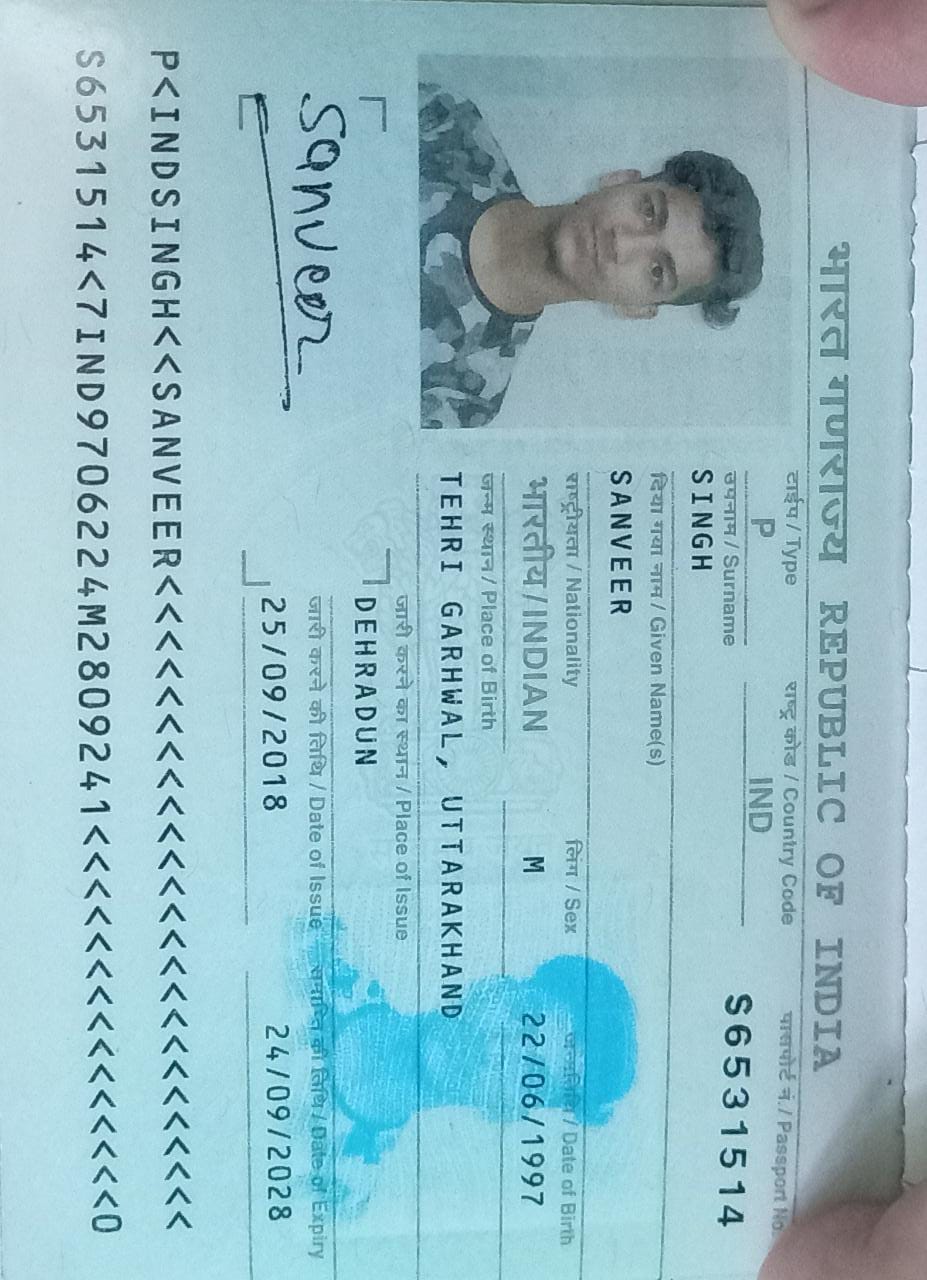 भारत गणराज्य REPUBLIC OF INDIA
टाईप / Type राष्ट्र कोड / Country Code पासपोर्ट नं. / Passport No.
P IND S6531514
उपनाम / Surname
SINGH
दिया गया नाम / Given Name(s)
SANVEER
राष्ट्रीयता / Nationality लिंग / Sex जन्मतिथि / Date of Birth
भारतीय / INDIAN M 22/06/1997
जन्म स्थान / Place of Birth
TEHRI GARHWAL, UTTARAKHAND
जारी करने का स्थान / Place of Issue
DEHRADUN
जारी करने की तिथि / Date of Issue समाप्ति की तिथि / Date of Expiry
25/09/2018 24/09/2028
Sanveer
P<INDSINGH<<SANVEER<<<<<<<<<<<<<<<<<<<<<<<<<
S6531514<7IND9706224M2809241<<<<<<<<<<<<<<<0